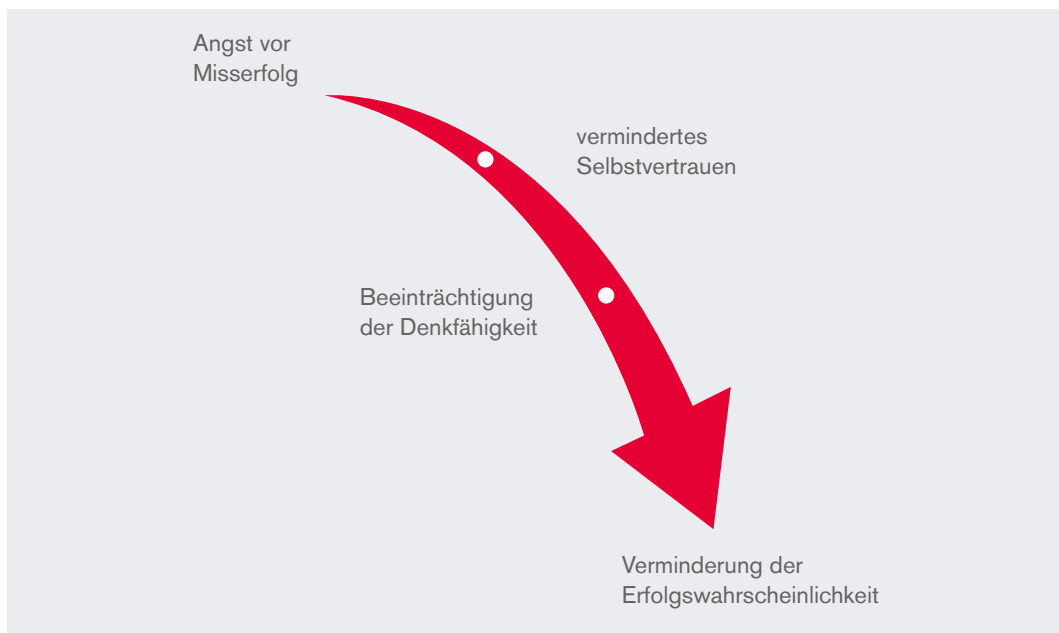 Angst vor
Misserfolg
vermindertes
Selbstvertrauen
Beeinträchtigung
der Denkfähigkeit
Verminderung der
Erfolgswahrscheinlichkeit